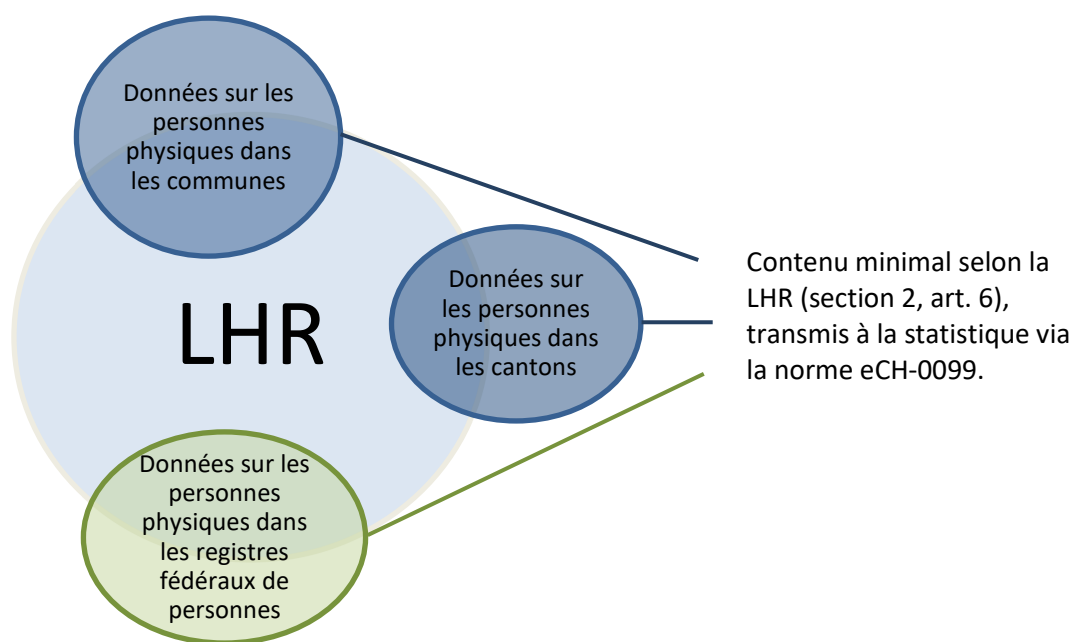 Données sur les
personnes
physiques dans
les communes
LHR
Données sur
les personnes
physiques dans
les cantons
Contenu minimal selon la
LHR (section 2, art. 6),
transmis à la statistique via
la norme eCH-0099.
Données sur les
personnes
physiques dans
les registres
fédéraux de
personnes